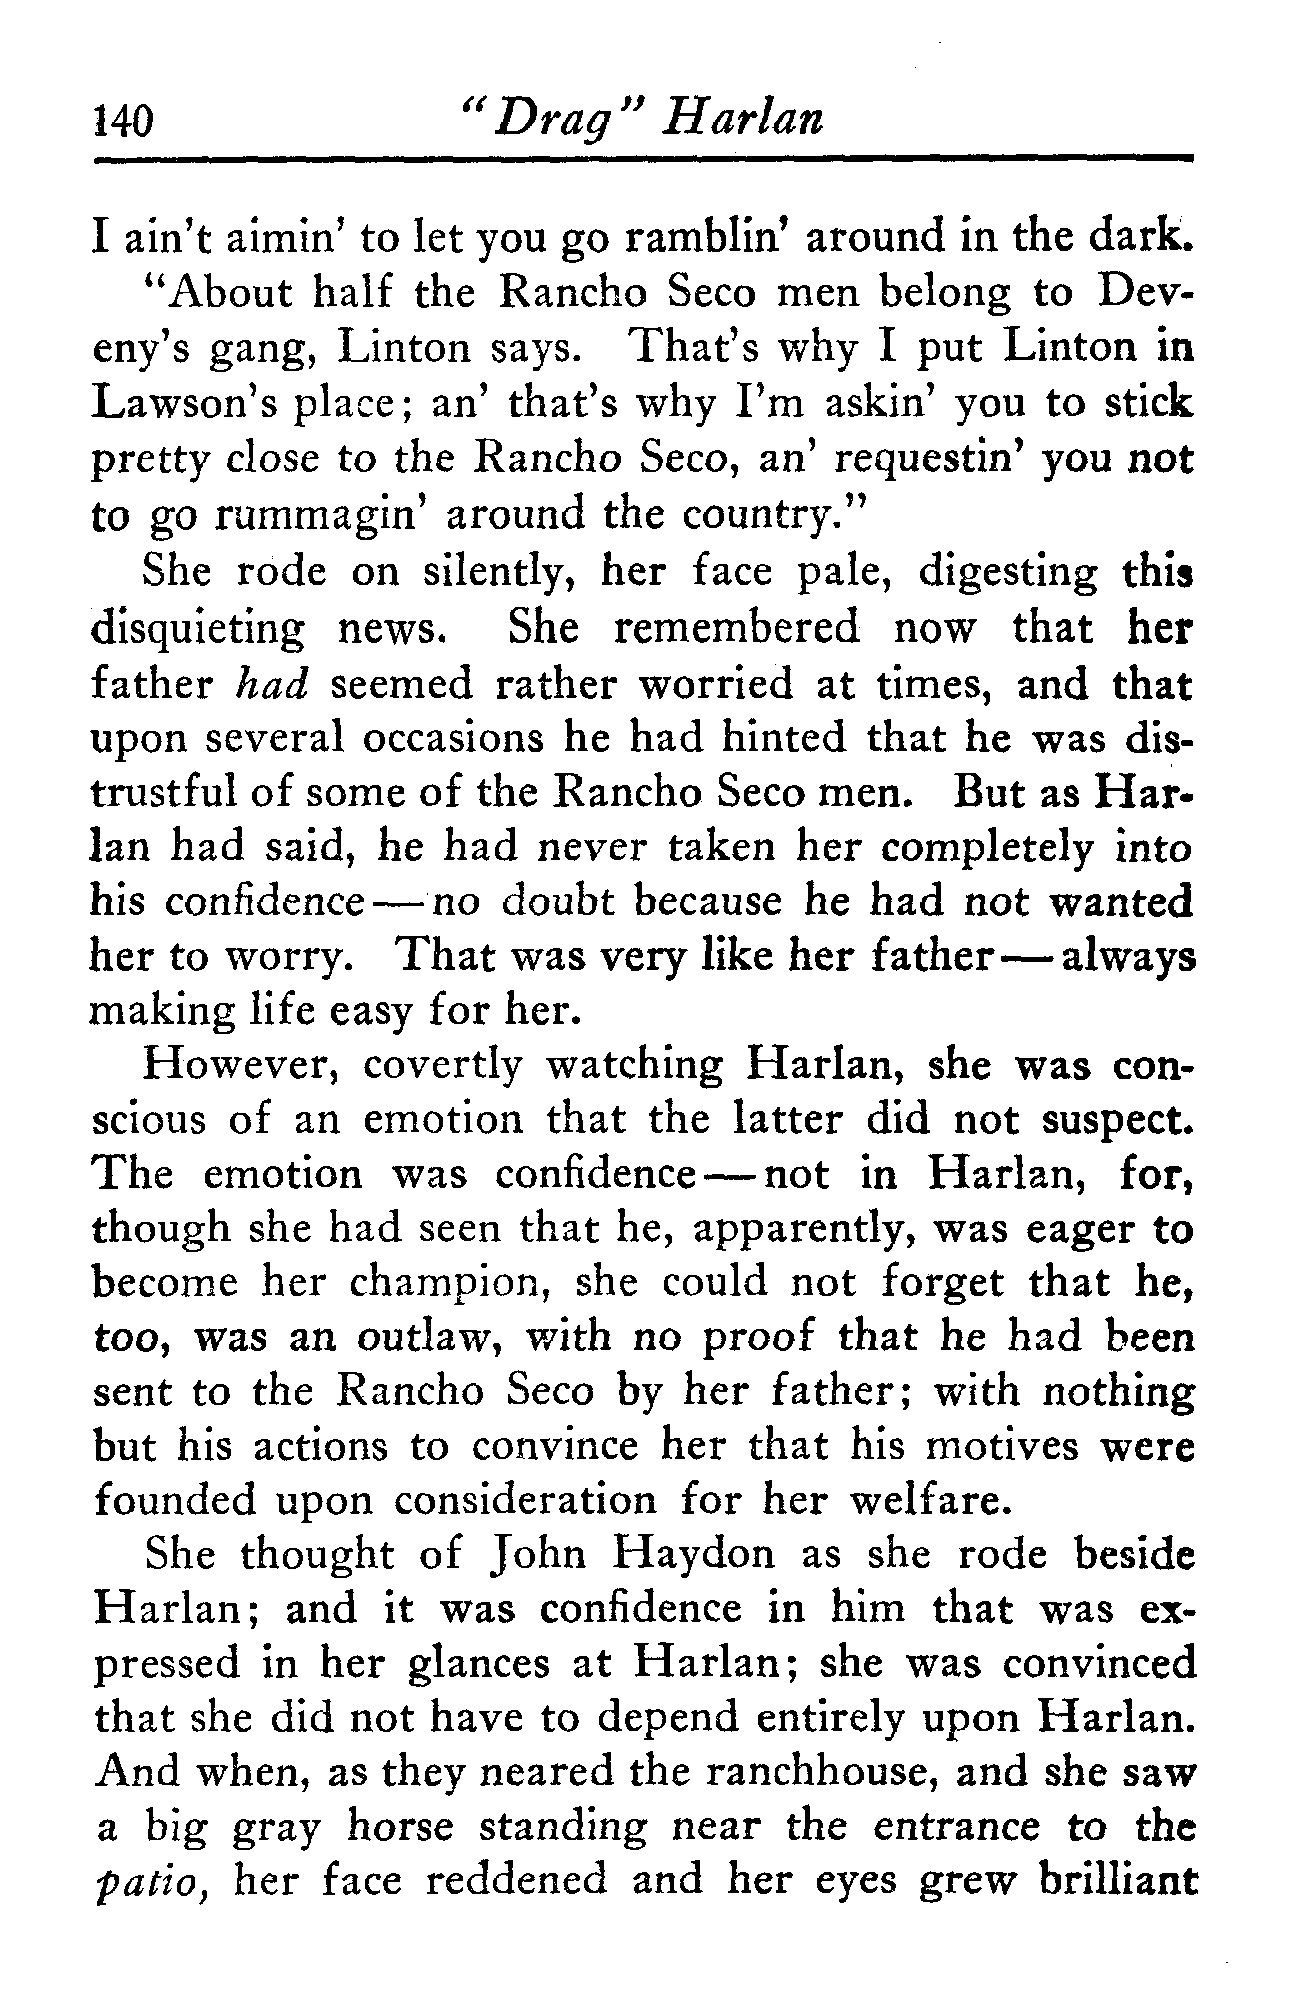 140 "Drag" Harlan
I ain't aimin' to let you go ramblin' around in the dark.
"About half the Rancho Seco men belong to Dev-
eny's gang, Linton says. That's why I put Linton in
Lawson's place; an' that's why I'm askin' you to stick
pretty close to the Rancho Seco, an' requestin' you not
to go rummagin' around the country."
She rode on silently, her face pale, digesting this
disquieting news. She remembered now that her
father had seemed rather worried at times, and that
upon several occasions he had hinted that he was dis-
trustful of some of the Rancho Seco men. But as Har-
lan had said, he had never taken her completely into
his confidence—no doubt because he had not wanted
her to worry. That was very like her father—always
making life easy for her.
However, covertly watching Harlan, she was con-
scious of an emotion that the latter did not suspect.
The emotion was confidence—not in Harlan, for,
though she had seen that he, apparently, was eager to
become her champion, she could not forget that he,
too, was an outlaw, with no proof that he had been
sent to the Rancho Seco by her father; with nothing
but his actions to convince her that his motives were
founded upon consideration for her welfare.
She thought of John Haydon as she rode beside
Harlan; and it was confidence in him that was ex-
pressed in her glances at Harlan; she was convinced
that she did not have to depend entirely upon Harlan.
And when, as they neared the ranchhouse, and she saw
a big gray horse standing near the entrance to the
patio, her face reddened and her eyes grew brilliant